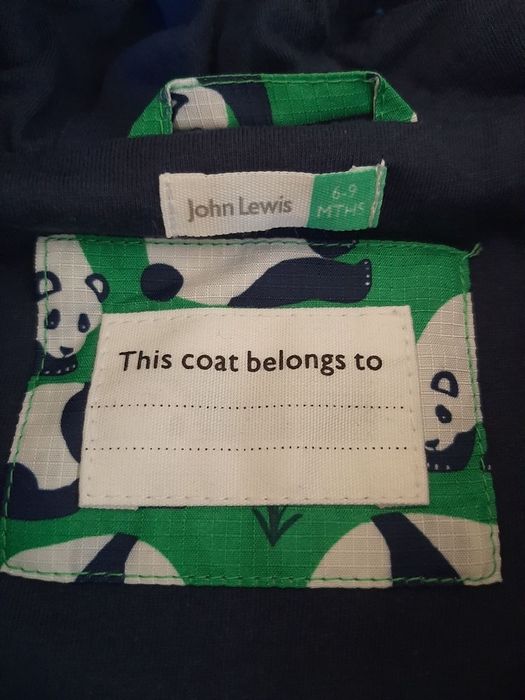 John Lewis
6-9
MTHS
This coat belongs to